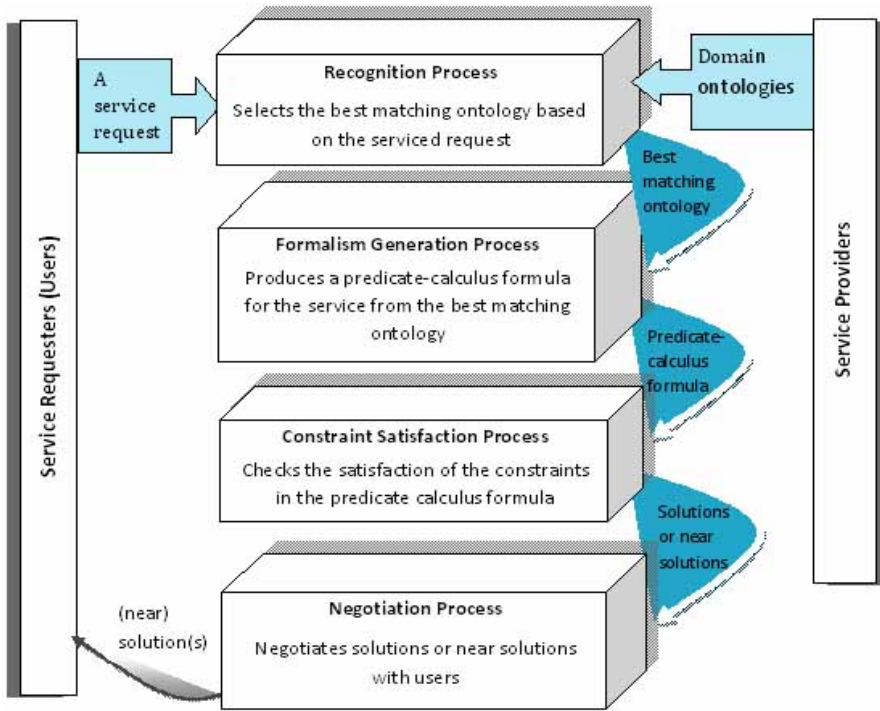 A
service
request
Recognition Process
Selects the best matching ontology based
on the serviced request
Domain
ontologies
Best
matching
ontology
Formalism Generation Process
Produces a predicate-calculus formula
for the service from the best matching
ontology
Predicate-
calculus
formula
Constraint Satisfaction Process
Checks the satisfaction of the constraints
in the predicate calculus formula
Solutions
or near
solutions
Negotiation Process
Negotiates solutions or near solutions
with users
(near)
solution(s)
Service Requesters (Users)
Service Providers